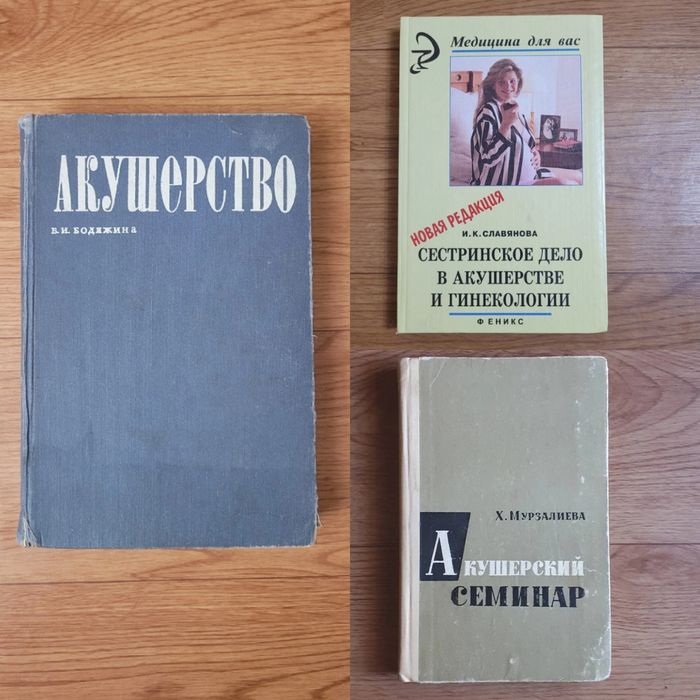 АКУШЕРСТВО
В.И. БОДЯЖИНА
Медицина для вас
НОВАЯ РЕДАКЦИЯ
И.К. СЛАВЯНОВА
СЕСТРИНСКОЕ ДЕЛО
В АКУШЕРСТВЕ
И ГИНЕКОЛОГИИ
ФЕНИКС
Х. МУРЗАЛИЕВА
АКУШЕРСКИЙ
СЕМИНАР